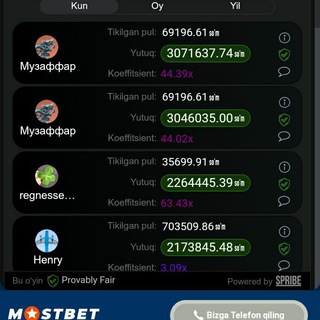 Kun Oy Yil
Tikilgan pul: 69196.61 so'm
Yutuq: 3071637.74 so'm
Музаффар
Koeffitsient: 44.39x
Tikilgan pul: 69196.61 so'm
Yutuq: 3046035.00 so'm
Музаффар
Koeffitsient: 44.02x
Tikilgan pul: 35699.91 so'm
Yutuq: 2264445.39 so'm
regnesse...
Koeffitsient: 63.43x
Tikilgan pul: 703509.86 so'm
Yutuq: 2173845.48 so'm
Henry
Koeffitsient: 3.09x
Bu o'yin Provably Fair Powered by SPRIBE
MOSTBET Bizga Telefon qiling